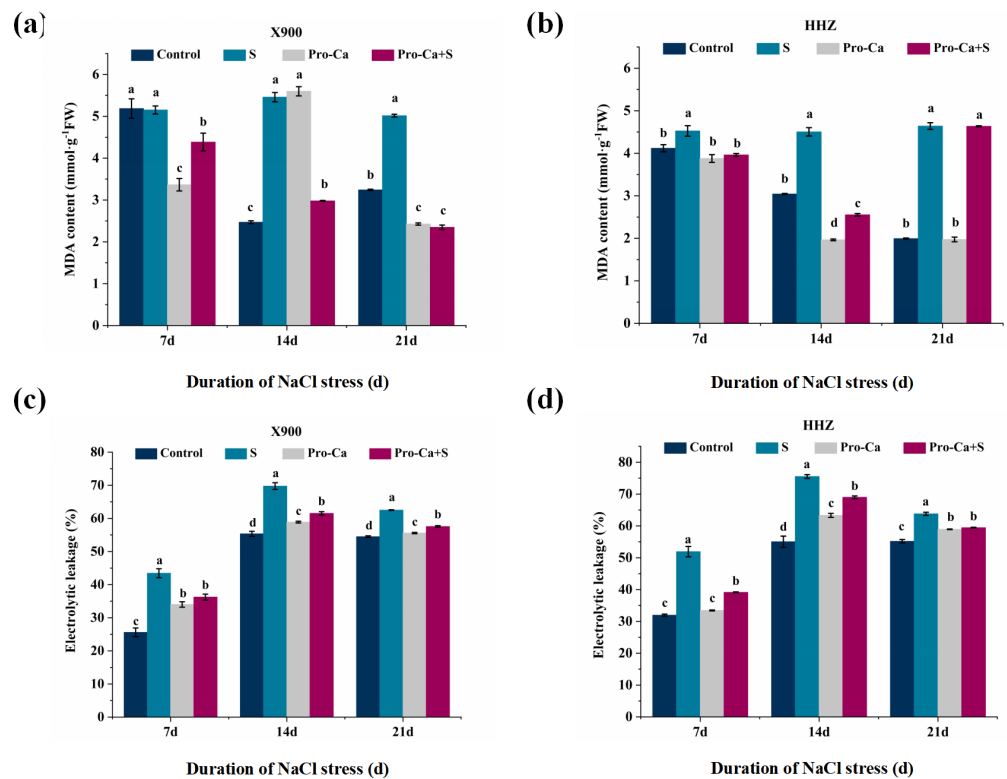 (a)
X900
Control S Pro-Ca Pro-Ca+S
MDA content (mmol·g⁻¹FW)
6
5
4
3
2
1
0
a a c b
c a a b
b a c c
7d 14d 21d
Duration of NaCl stress (d)
(b)
HHZ
Control S Pro-Ca Pro-Ca+S
MDA content (mmol·g⁻¹FW)
6
5
4
3
2
1
0
b a b b
b a d c
b a b a
7d 14d 21d
Duration of NaCl stress (d)
(c)
X900
Control S Pro-Ca Pro-Ca+S
Electrolytic leakage (%)
80
70
60
50
40
30
20
10
0
c a b b
d a c b
d a c b
7d 14d 21d
Duration of NaCl stress (d)
(d)
HHZ
Control S Pro-Ca Pro-Ca+S
Electrolytic leakage (%)
80
70
60
50
40
30
20
10
0
c a c b
d a c b
c a b b
7d 14d 21d
Duration of NaCl stress (d)